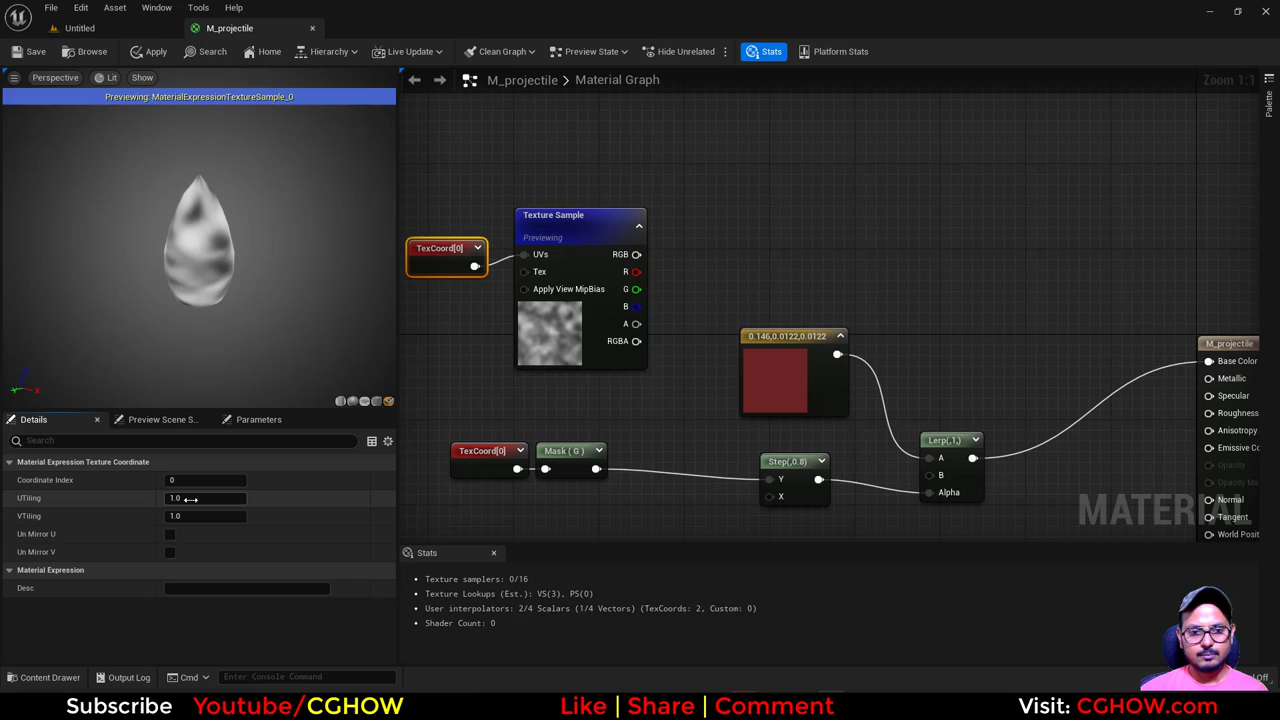 File Edit Asset Window Tools Help
Untitled
M_projectile
Save Browse Apply Search Home Hierarchy Live Update Clean Graph Preview State Hide Unrelated Stats Platform Stats
Perspective Lit Show
M_projectile > Material Graph
Zoom 1:1
Palette
Previewing: MaterialExpressionTextureSample_0
Texture Sample
Previewing
TexCoord[0]
UVs RGB
Tex R
Apply View MipBias G
B
A
RGBA
0.146,0.0122,0.0122
M_projectile
Base Color
Metallic
Specular
Roughness
Anisotropy
Emissive Co
Opacity
Opacity Ma
Normal
Tangent
World Posit
TexCoord[0]
Mask ( G )
Step(,0.8)
Y
X
Lerp(,1,)
A
B
Alpha
MATERIAL
Details Preview Scene S... Parameters
Search
Material Expression Texture Coordinate
Coordinate Index 0
UTiling 1.0
VTiling 1.0
Un Mirror U
Un Mirror V
Material Expression
Desc
Stats
Texture samplers: 0/16
Texture Lookups (Est.): VS(3), PS(0)
User interpolators: 2/4 Scalars (1/4 Vectors) (TexCoords: 2, Custom: 0)
Shader Count: 0
Content Drawer Output Log Cmd Enter Console Command
Off
Subscribe Youtube/CGHOW Like | Share | Comment Visit: CGHOW.com